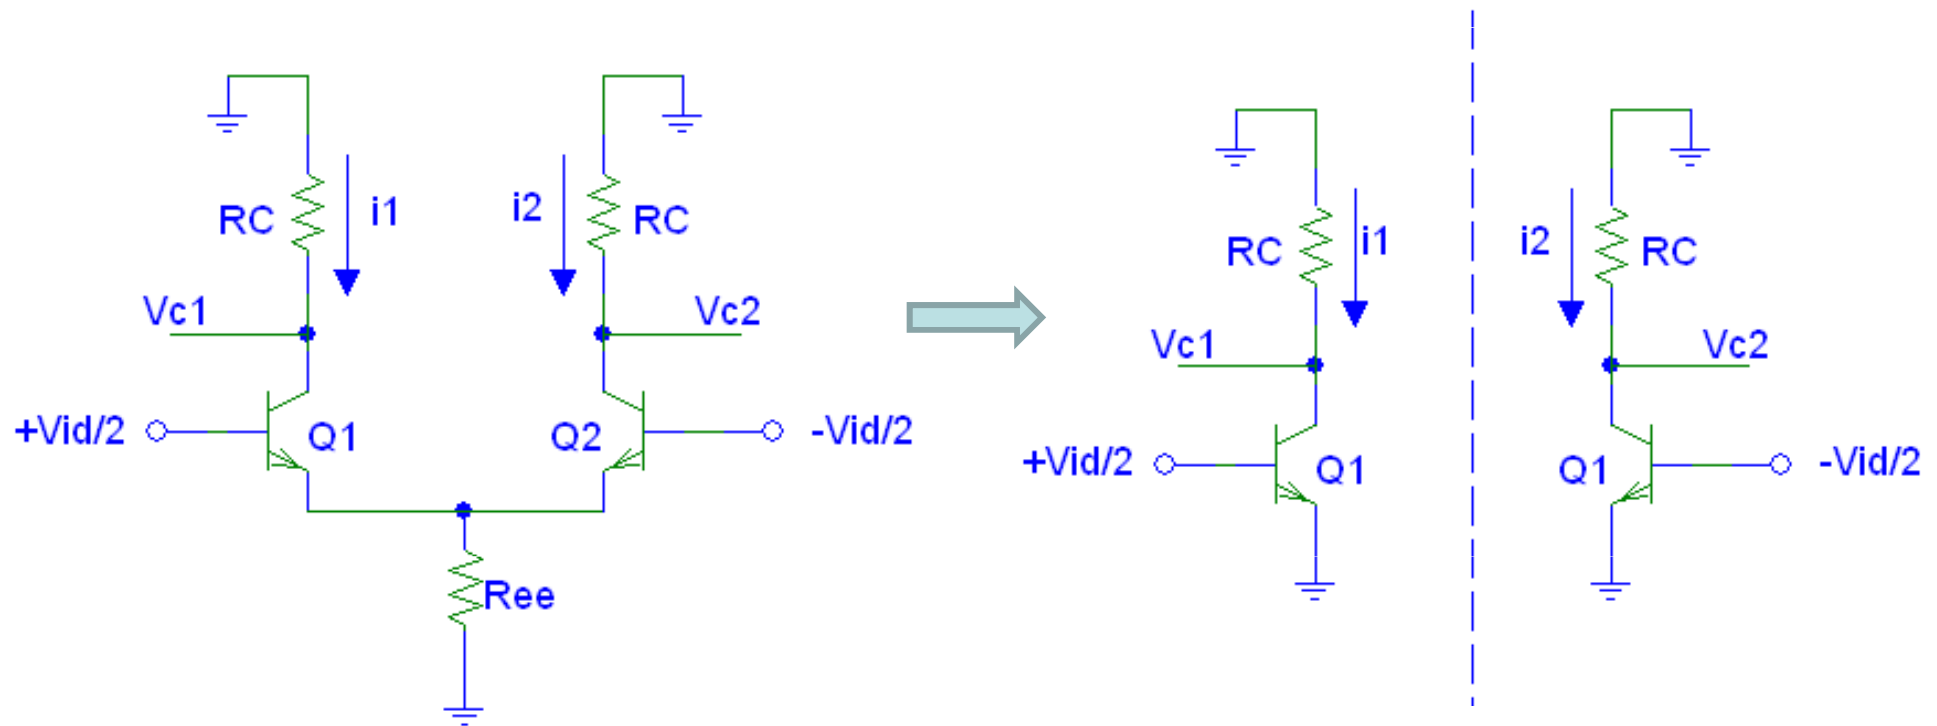 RC
i1
i2
RC
Vc1
Vc2
+Vid/2
Q1
Q2
-Vid/2
Ree
RC
i1
i2
RC
Vc1
Vc2
+Vid/2
Q1
Q1
-Vid/2